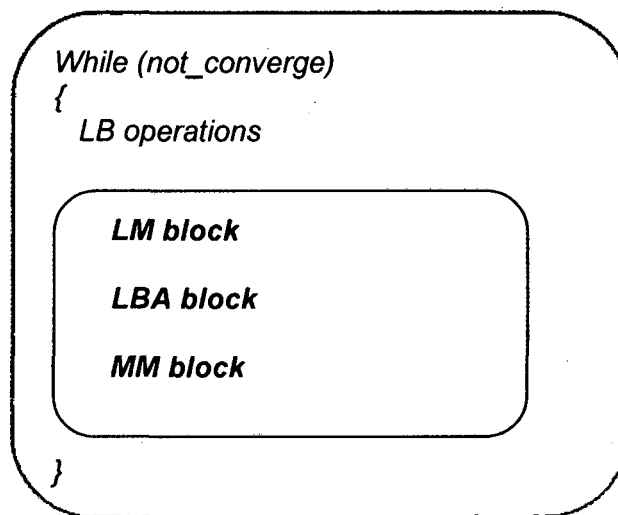 While (not_converge)
{
LB operations
LM block
LBA block
MM block
}